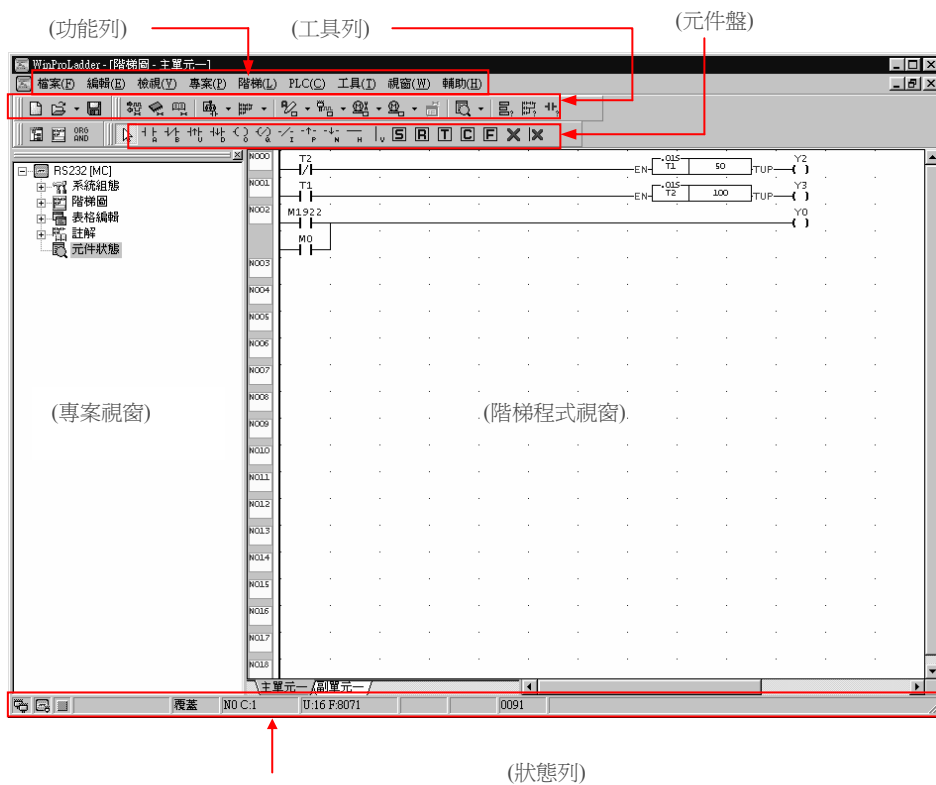 (功能列)
(工具列)
(元件盤)
WinProLadder - [階梯圖 - 主單元一]
檔案(F) 編輯(E) 檢視(V) 專案(P) 階梯(L) PLC(C) 工具(I) 視窗(W) 輔助(H)
ORG AND
A B U D O Q I P N H V S R T C F
RS232 [MC]
系統組態
階梯圖
表格編輯
註解
元件狀態
N000 T2 EN .01S T1 50 TUP Y2
N001 T1 EN .01S T2 100 TUP Y3
N002 M1922 Y0
M0
N003
N004
N005
N006
N007
N008
(專案視窗)
(階梯程式視窗)
N009
N010
N011
N012
N013
N014
N015
N016
N017
N018
主單元一 副單元一
覆蓋 N0 C:1 U:16 F:8071 0091
(狀態列)